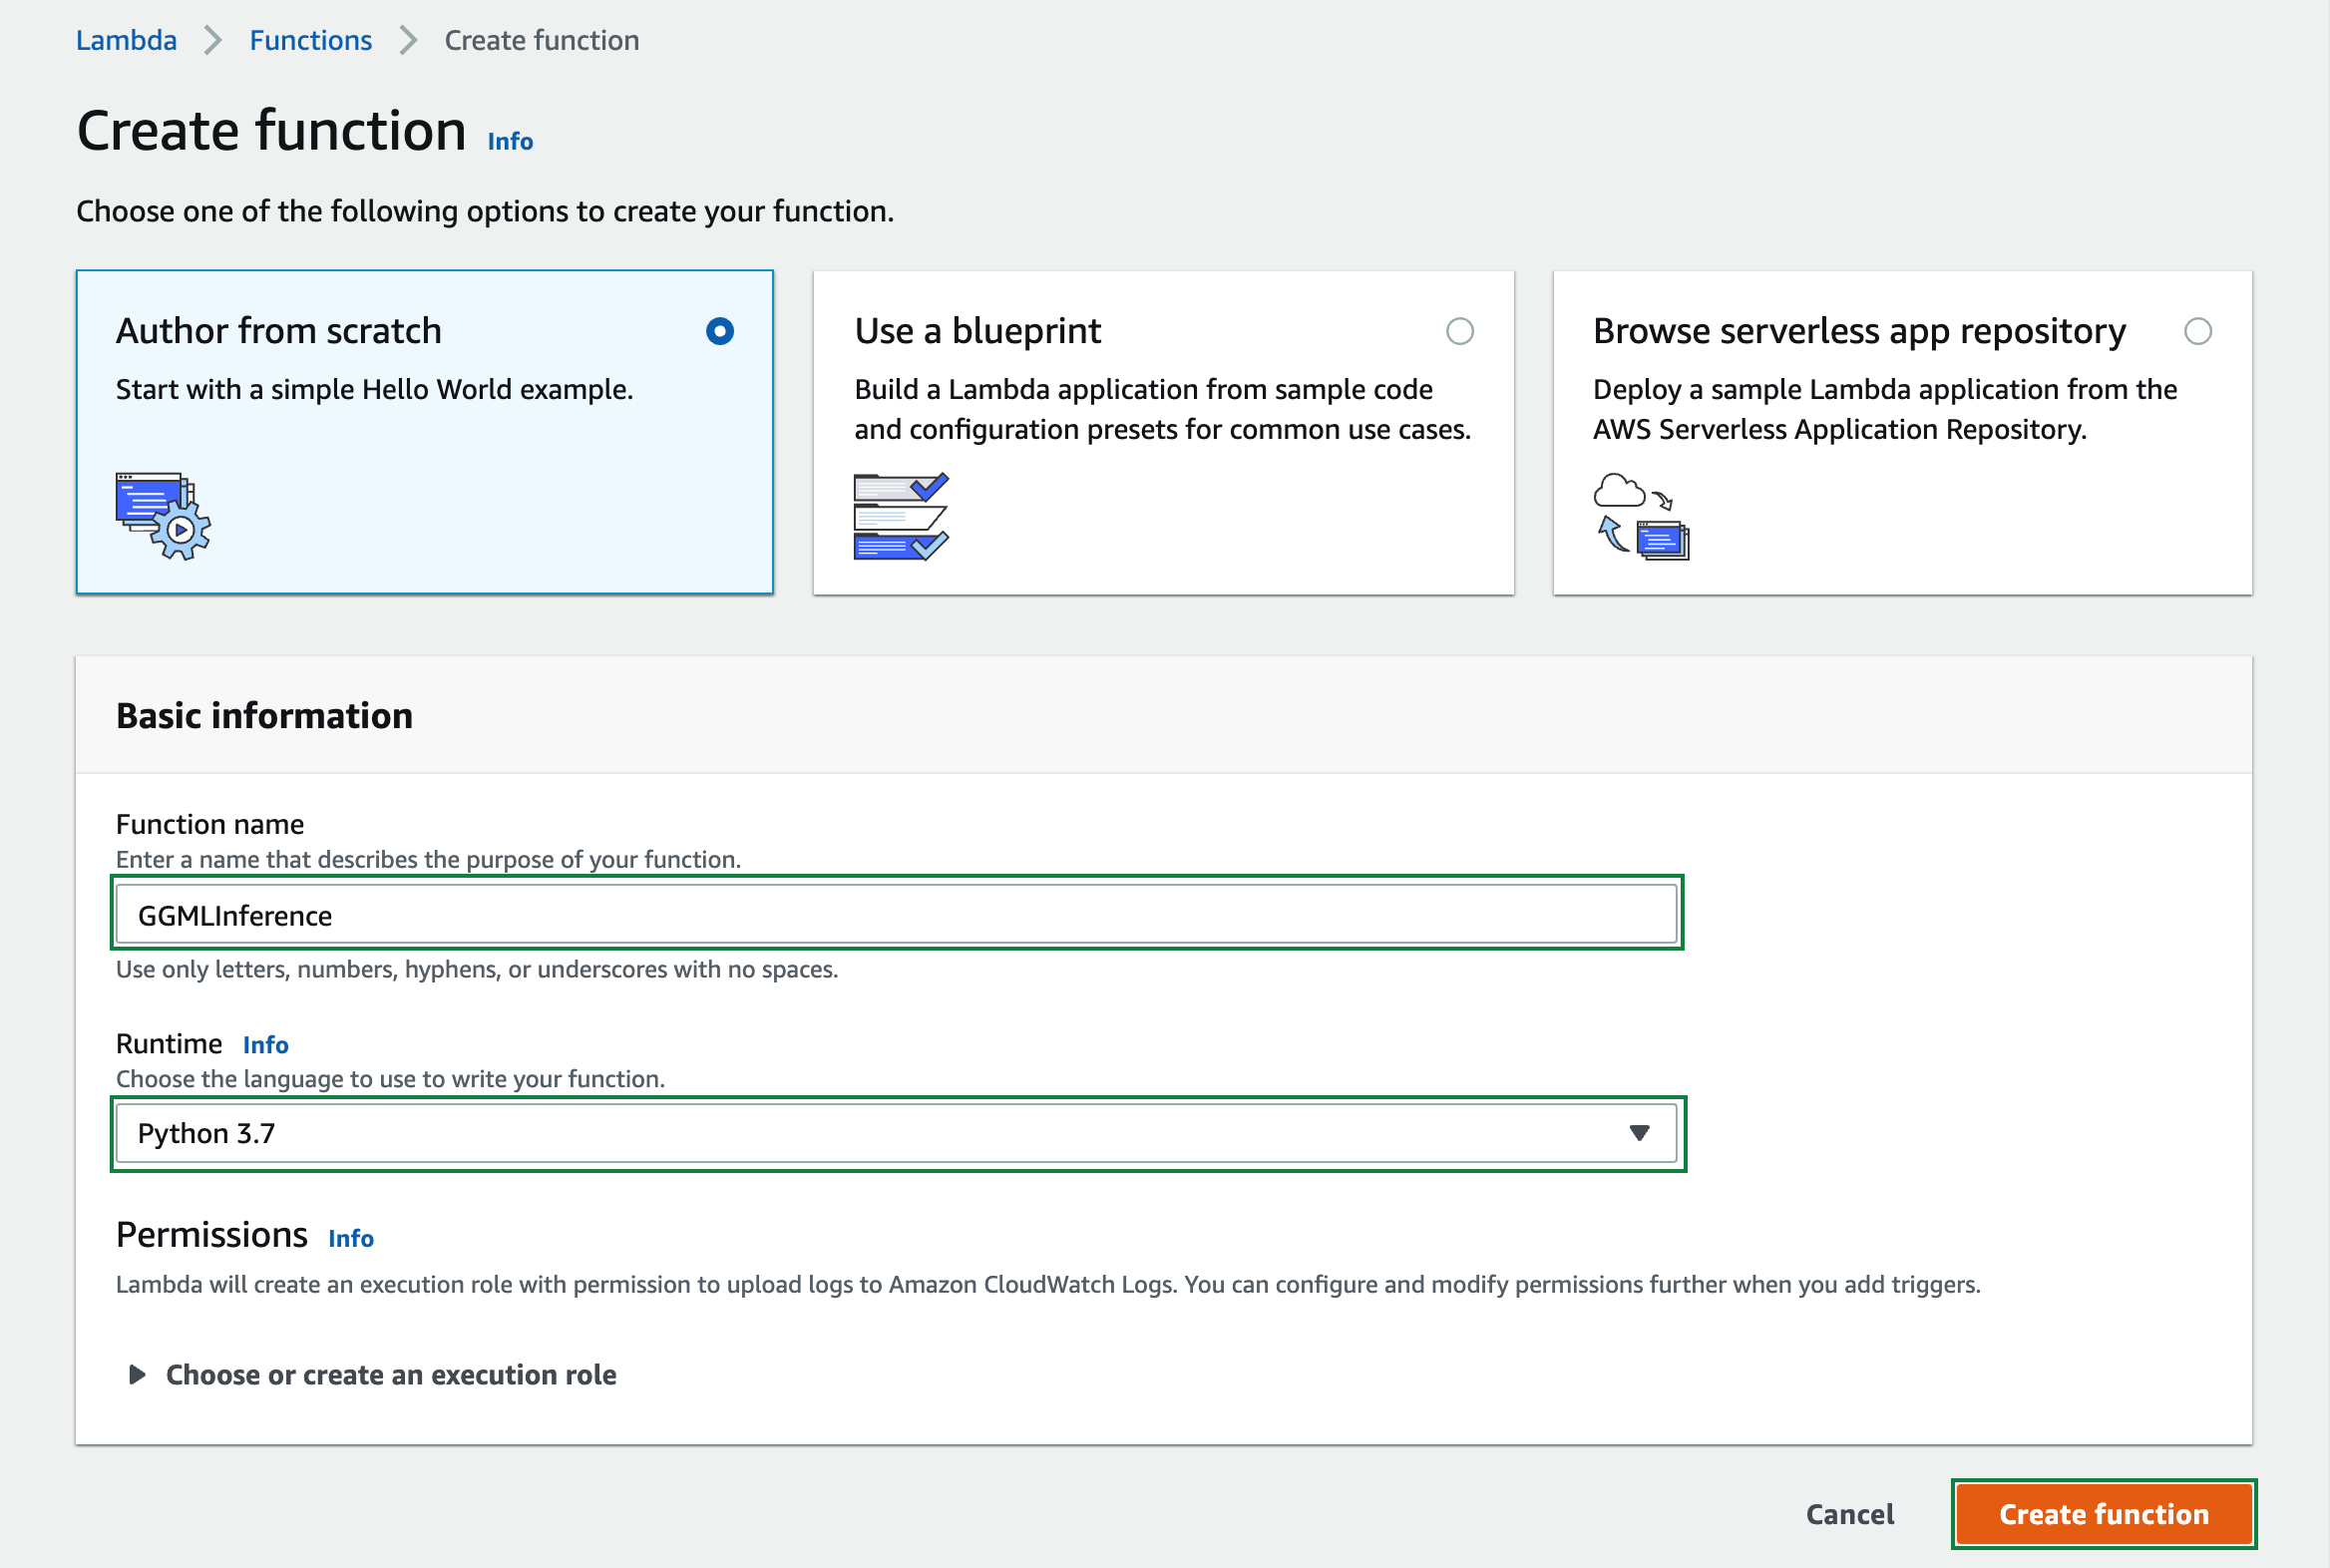 Lambda > Functions > Create function
Create function Info
Choose one of the following options to create your function.
Author from scratch
Start with a simple Hello World example.
Use a blueprint
Build a Lambda application from sample code
and configuration presets for common use cases.
Browse serverless app repository
Deploy a sample Lambda application from the
AWS Serverless Application Repository.
Basic information
Function name
Enter a name that describes the purpose of your function.
GGMLInference
Use only letters, numbers, hyphens, or underscores with no spaces.
Runtime Info
Choose the language to use to write your function.
Python 3.7
Permissions Info
Lambda will create an execution role with permission to upload logs to Amazon CloudWatch Logs. You can configure and modify permissions further when you add triggers.
Choose or create an execution role
Cancel Create function